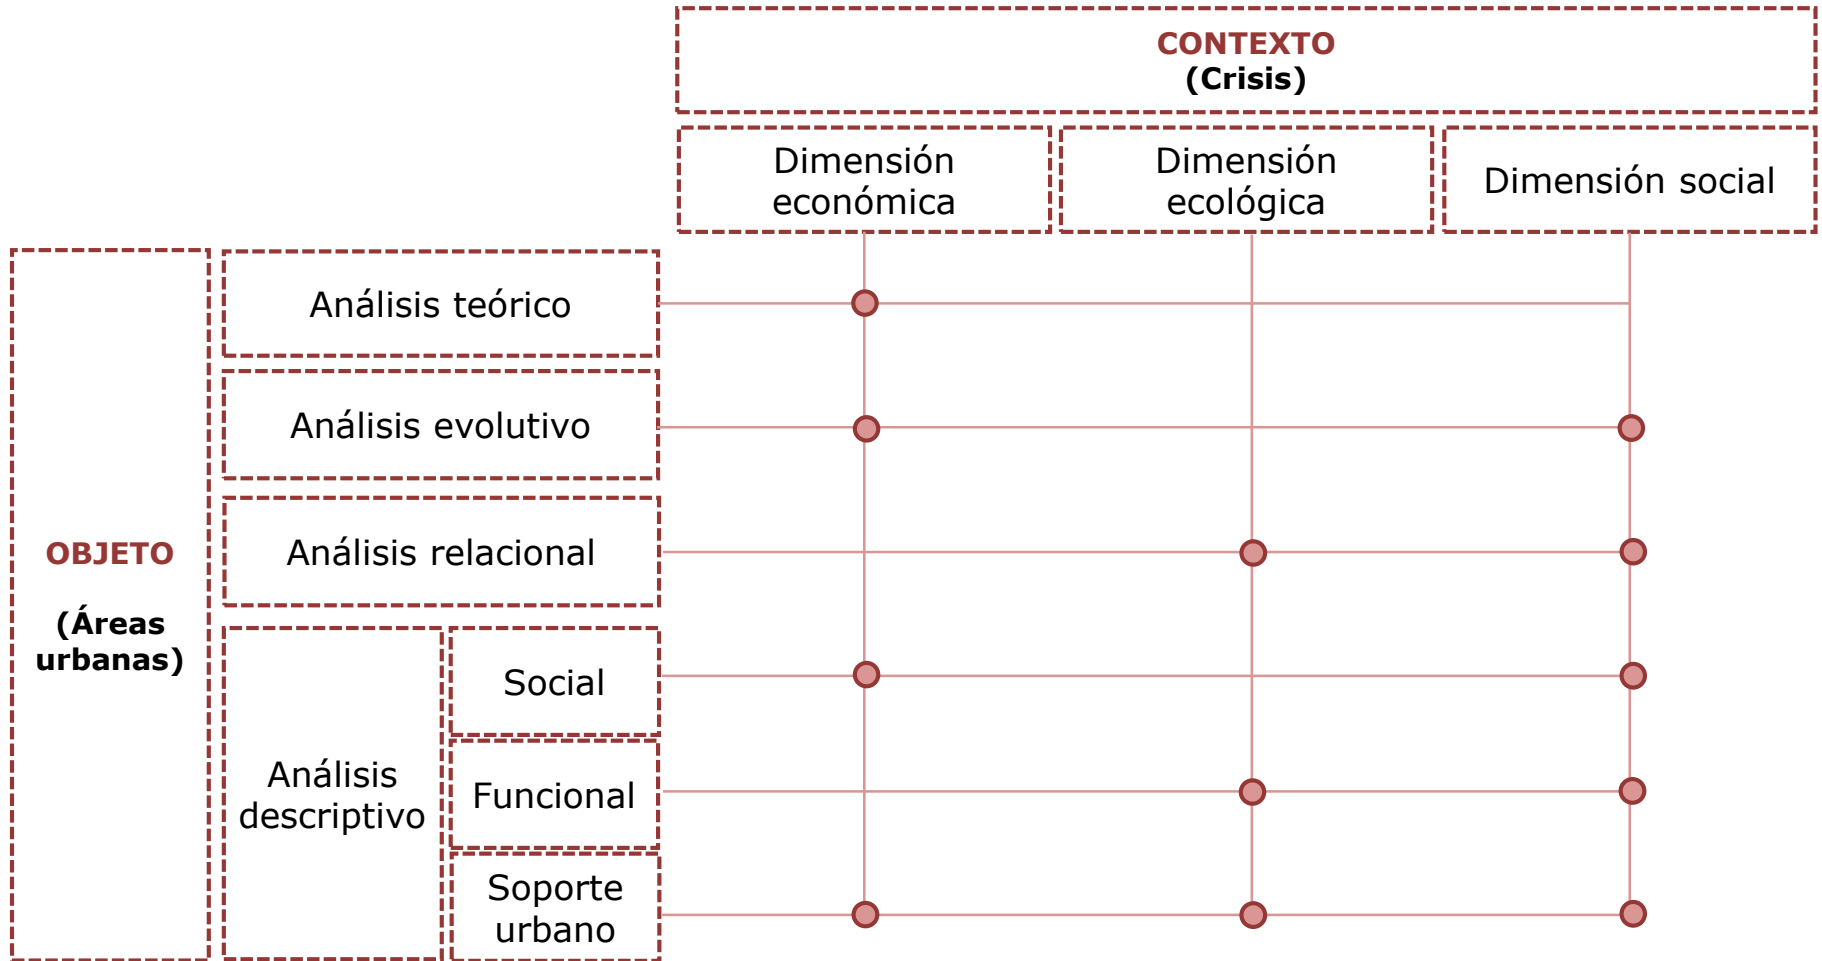 CONTEXTO
(Crisis)
Dimensión
económica
Dimensión
ecológica
Dimensión social
OBJETO
(Áreas
urbanas)
Análisis teórico
Análisis evolutivo
Análisis relacional
Análisis
descriptivo
Social
Funcional
Soporte
urbano